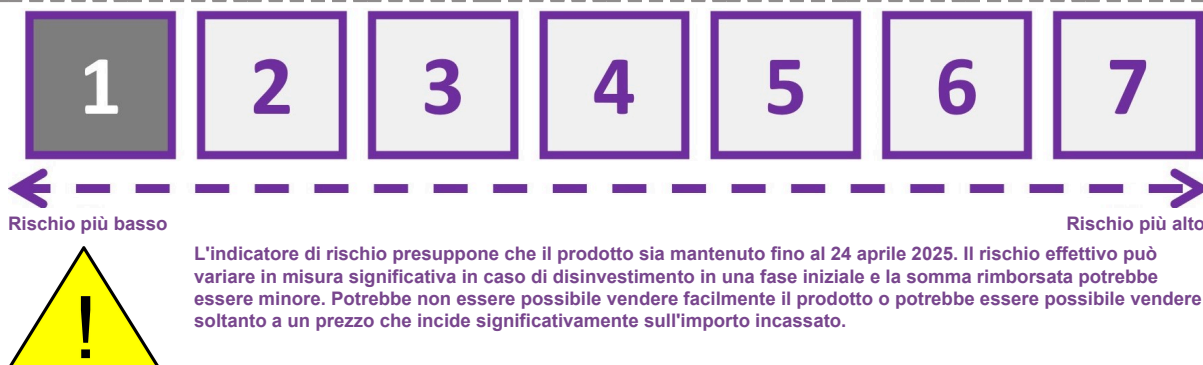 1 2 3 4 5 6 7
Rischio più basso Rischio più alto
L'indicatore di rischio presuppone che il prodotto sia mantenuto fino al 24 aprile 2025. Il rischio effettivo può
variare in misura significativa in caso di disinvestimento in una fase iniziale e la somma rimborsata potrebbe
essere minore. Potrebbe non essere possibile vendere facilmente il prodotto o potrebbe essere possibile vendere
soltanto a un prezzo che incide significativamente sull'importo incassato.
!